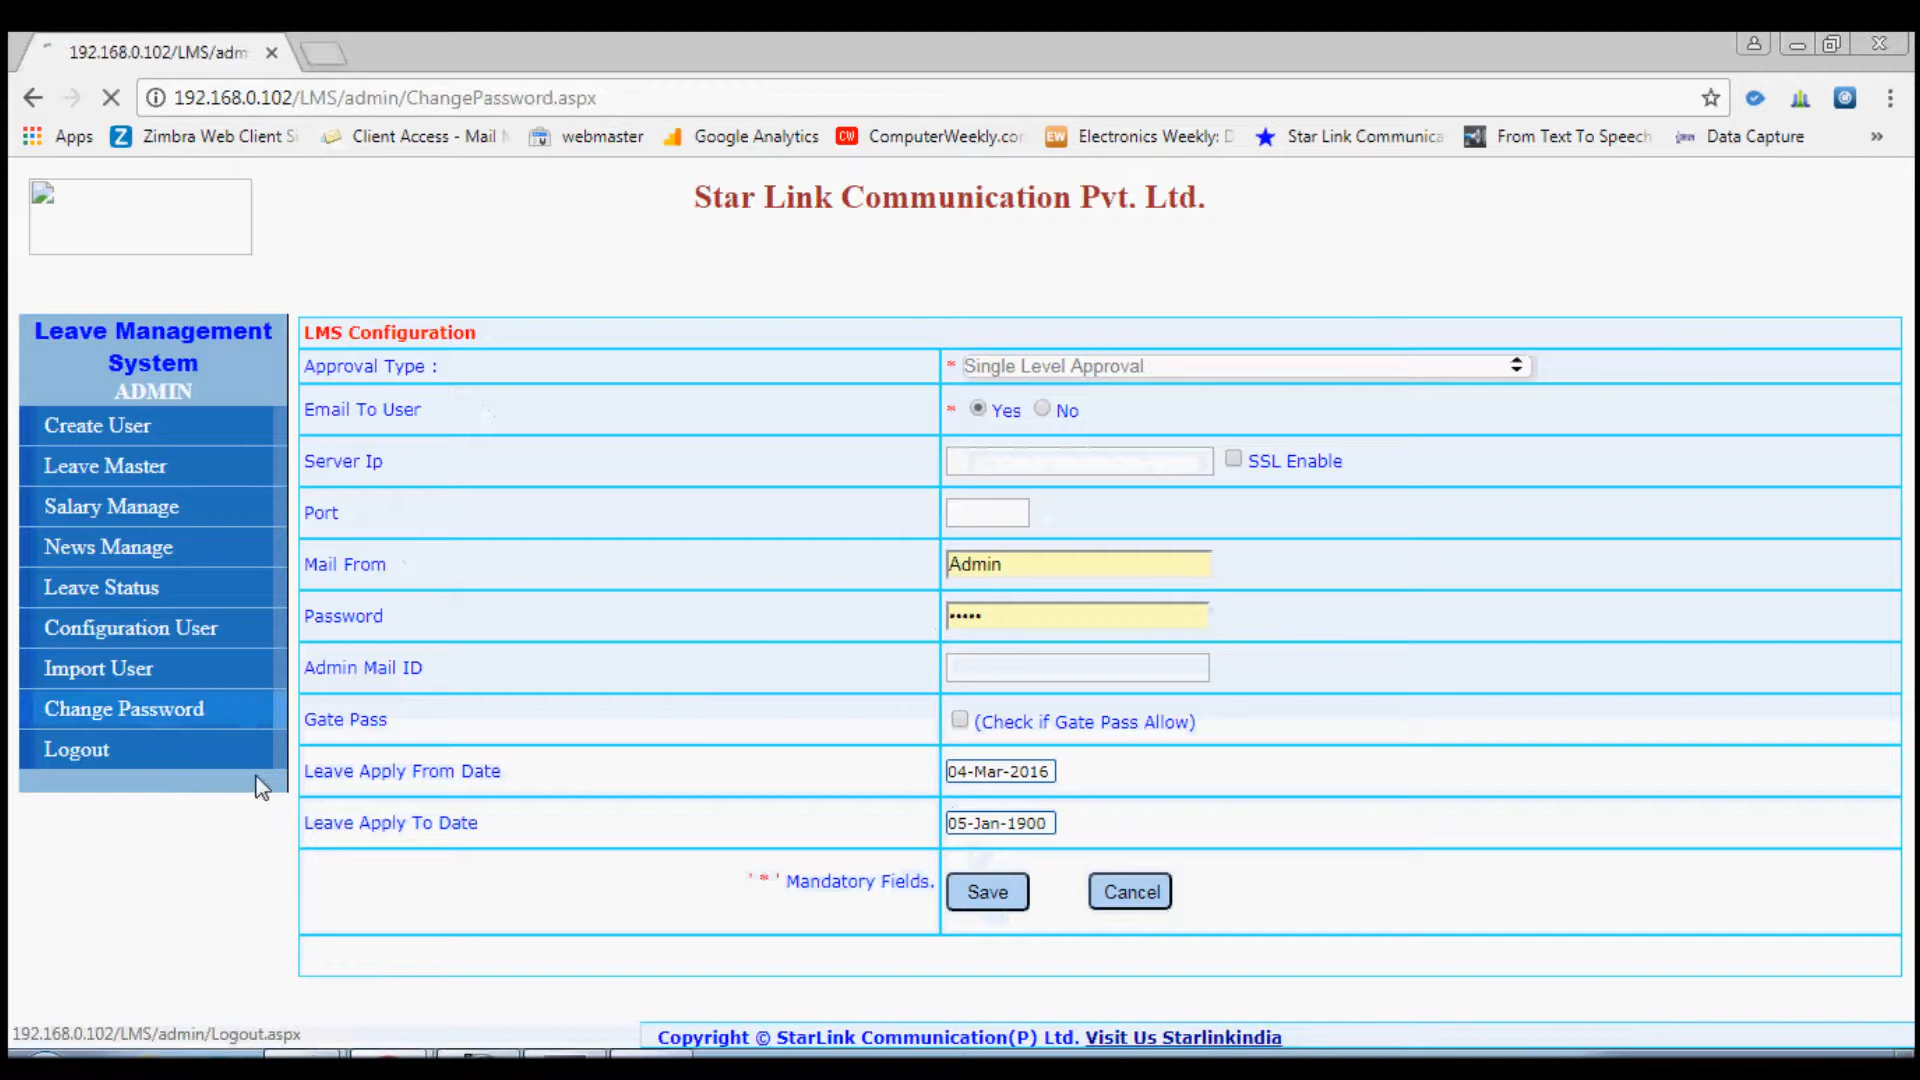 192.168.0.102/LMS/adm
192.168.0.102/LMS/admin/ChangePassword.aspx
Apps Zimbra Web Client Si Client Access - Mail webmaster Google Analytics CW ComputerWeekly.co EW Electronics Weekly: Star Link Communica From Text To Speech Data Capture »
Star Link Communication Pvt. Ltd.
Leave Management
System
ADMIN
Create User
Leave Master
Salary Manage
News Manage
Leave Status
Configuration User
Import User
Change Password
Logout
LMS Configuration
Approval Type : * Single Level Approval
Email To User * Yes No
Server Ip SSL Enable
Port
Mail From Admin
Password •••••
Admin Mail ID
Gate Pass (Check if Gate Pass Allow)
Leave Apply From Date 04-Mar-2016
Leave Apply To Date 05-Jan-1900
' * ' Mandatory Fields. Save Cancel
192.168.0.102/LMS/admin/Logout.aspx
Copyright © StarLink Communication(P) Ltd. Visit Us Starlinkindia